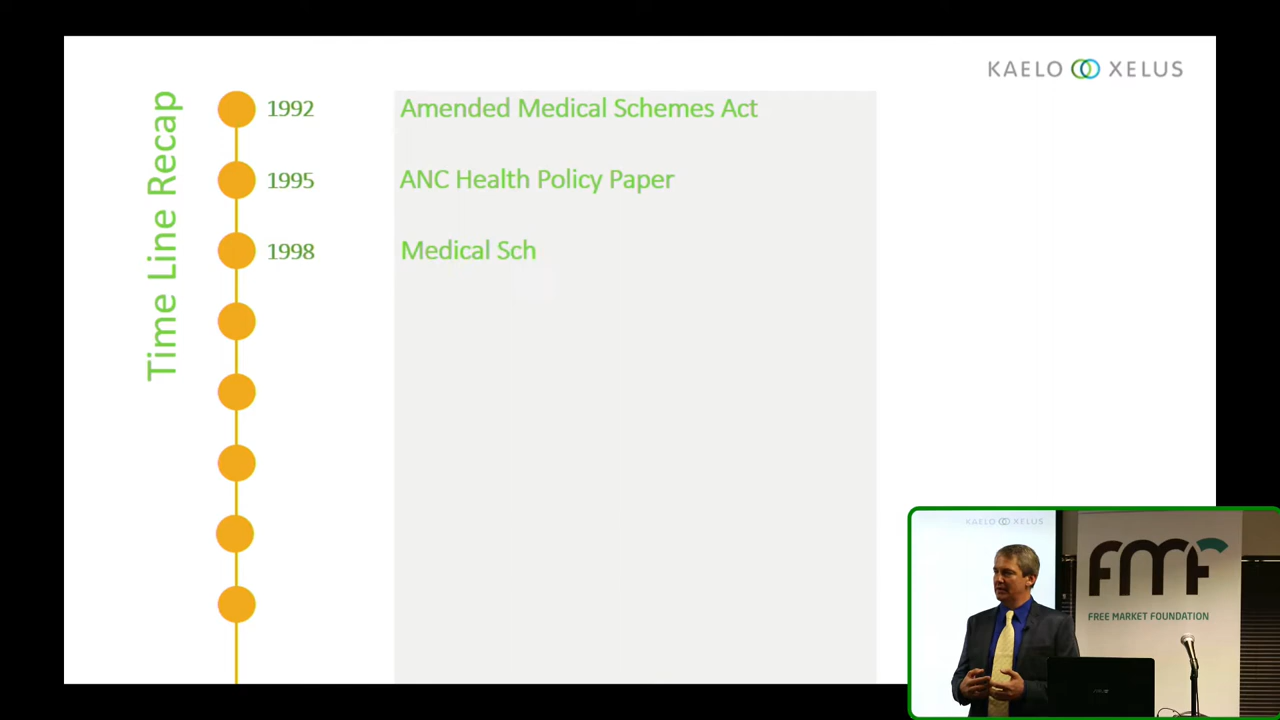 KAELO XELUS
Time Line Recap
1992 Amended Medical Schemes Act
1995 ANC Health Policy Paper
1998 Medical Sch
KAELO XELUS
FMF
FREE MARKET FOUNDATION
ASUS